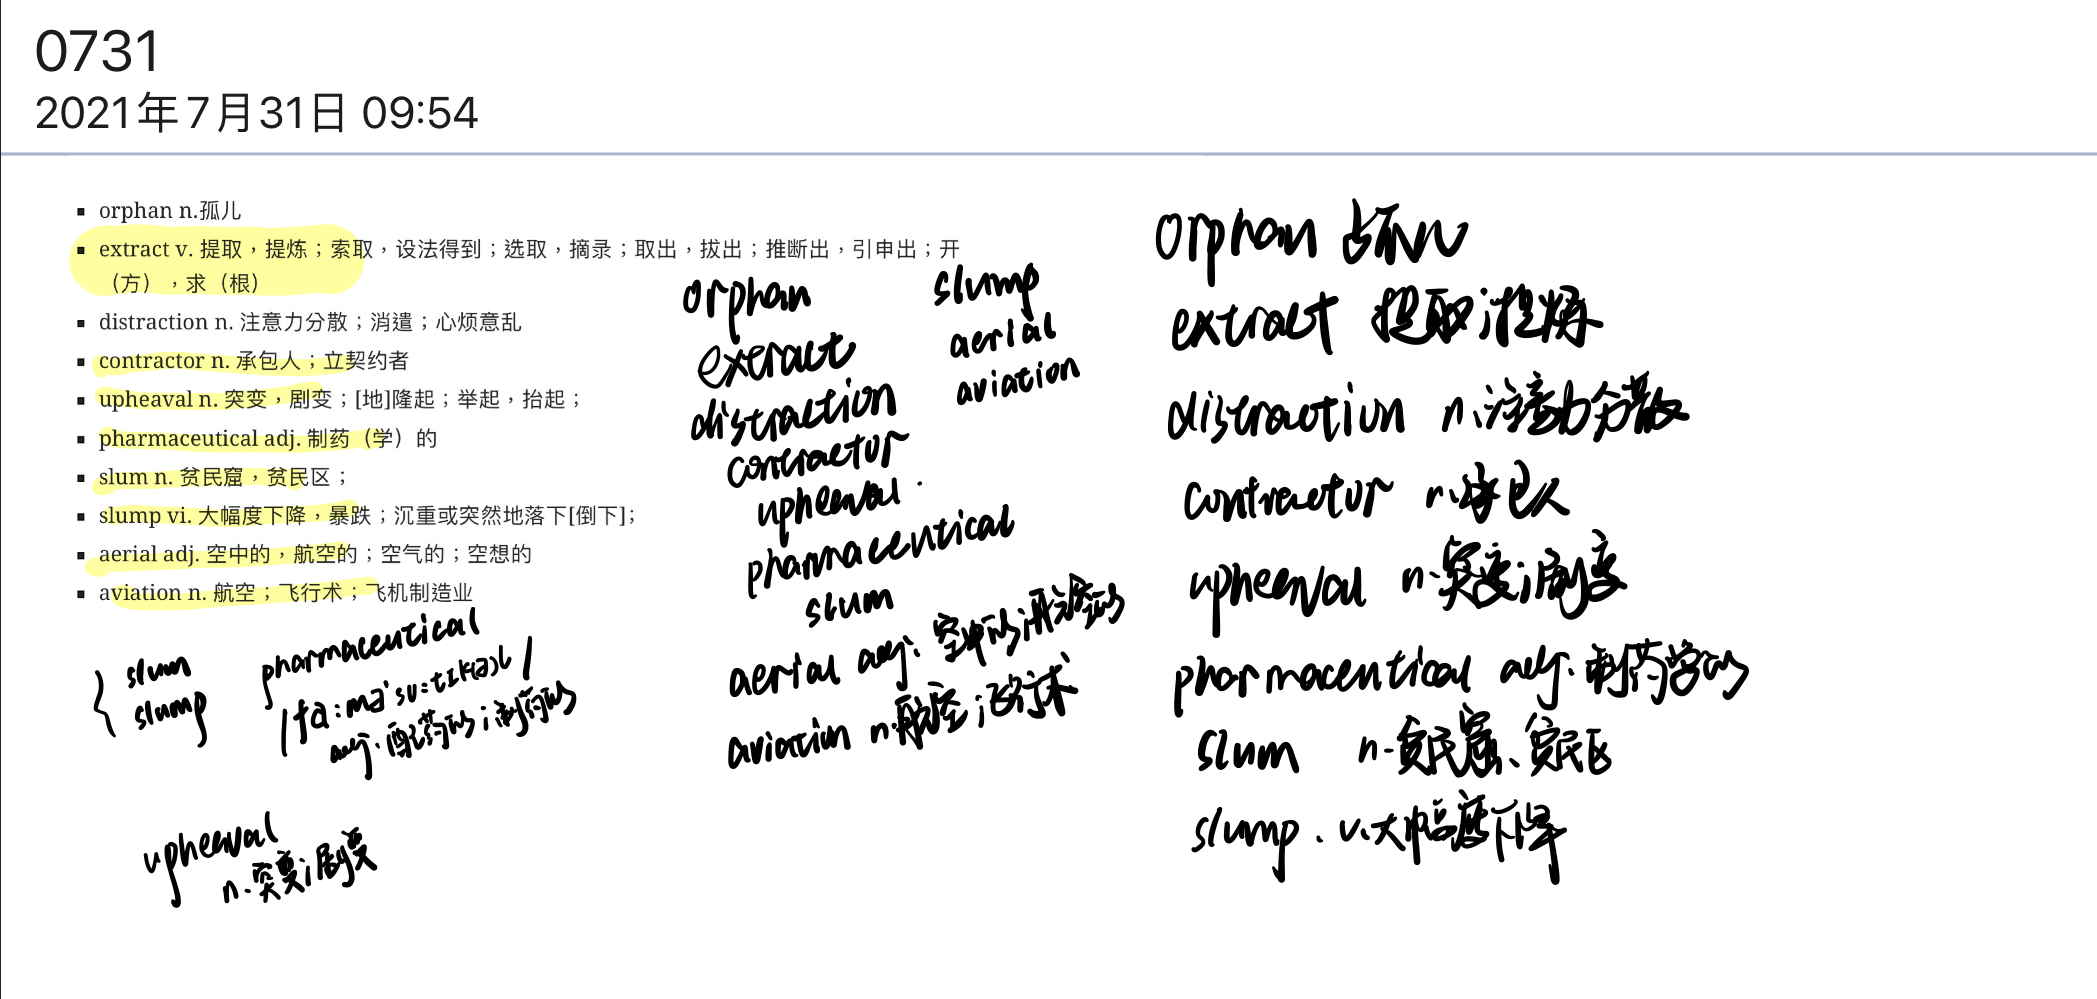 0731
2021年7月31日 09:54
orphan n.孤儿
extract v. 提取，提炼；索取，设法得到；选取，摘录；取出，拔出；推断出，引申出；开
（方），求（根）
distraction n. 注意力分散；消遣；心烦意乱
contractor n. 承包人；立契约者
upheaval n. 突变，剧变；[地]隆起；举起，抬起；
pharmaceutical adj. 制药（学）的
slum n. 贫民窟，贫民区；
slump vi. 大幅度下降，暴跌；沉重或突然地落下[倒下];
aerial adj. 空中的，航空的；空气的；空想的
aviation n. 航空；飞行术；飞机制造业
slum
slump
pharmaceutical
/fɑːmə'suːtɪk(ə)l/
adj. 配药的；制药的
upheaval
n. 突变；剧变
orphan
extract
distraction
contractor
upheaval
pharmaceutical
slum
slump
aerial
aviation
aerial adj. 空中的；航空的
aviation n. 航空；飞行术
orphan
extract 提取；提炼
distraction n. 注意力分散
contractor n. 承包人
upheaval n. 突变；剧变
pharmaceutical adj. 制药学的
slum n. 贫民窟、贫民区
slump. v. 大幅度下降